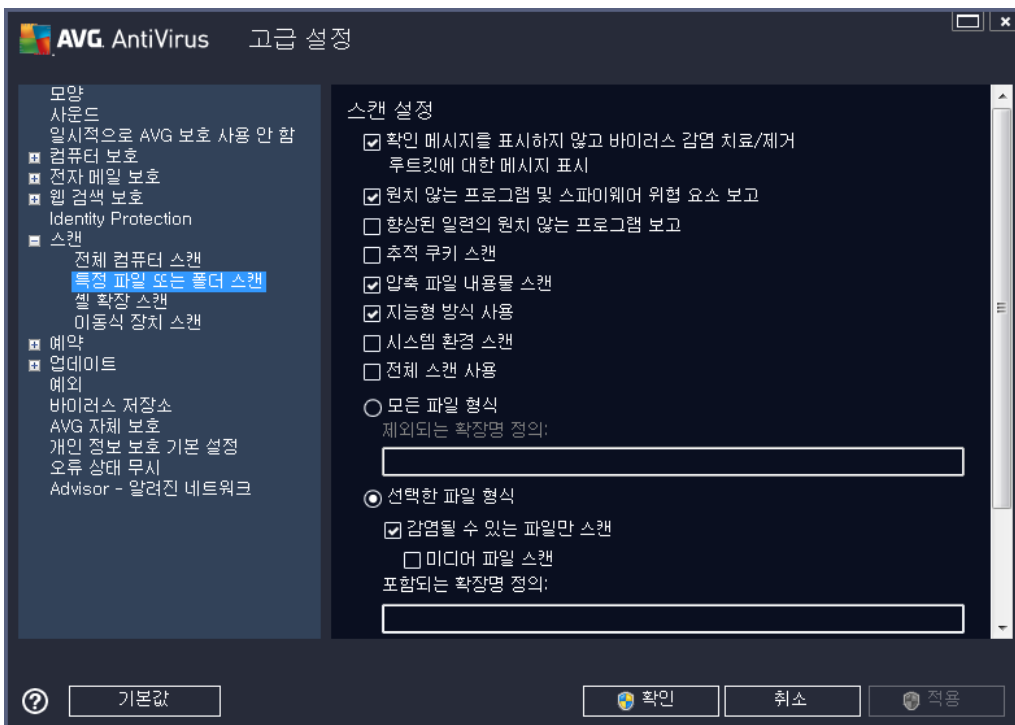 AVG AntiVirus 고급 설정
모양
사운드
일시적으로 AVG 보호 사용 안 함
컴퓨터 보호
전자 메일 보호
웹 검색 보호
Identity Protection
스캔
전체 컴퓨터 스캔
특정 파일 또는 폴더 스캔
셸 확장 스캔
이동식 장치 스캔
예약
업데이트
예외
바이러스 저장소
AVG 자체 보호
개인 정보 보호 기본 설정
오류 상태 무시
Advisor - 알려진 네트워크
스캔 설정
확인 메시지를 표시하지 않고 바이러스 감염 치료/제거
루트킷에 대한 메시지 표시
원치 않는 프로그램 및 스파이웨어 위협 요소 보고
향상된 일련의 원치 않는 프로그램 보고
추적 쿠키 스캔
압축 파일 내용물 스캔
지능형 방식 사용
시스템 환경 스캔
전체 스캔 사용
모든 파일 형식
제외되는 확장명 정의:
선택한 파일 형식
감염될 수 있는 파일만 스캔
미디어 파일 스캔
포함되는 확장명 정의:
기본값
확인
취소
적용